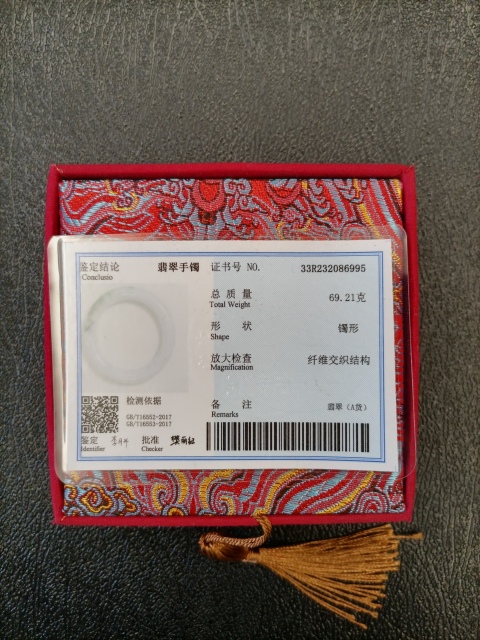 鉴定结论 翡翠手镯
Conclusio
证书号 NO. 33R232086995
总质量 69.21克
Total Weight
形状 镯形
Shape
放大检查 纤维交织结构
Magnification
检测依据
GB/T16552-2017
GB/T16553-2017
备注 翡翠（A货）
Remarks
鉴定
Identifier
批准
Checker